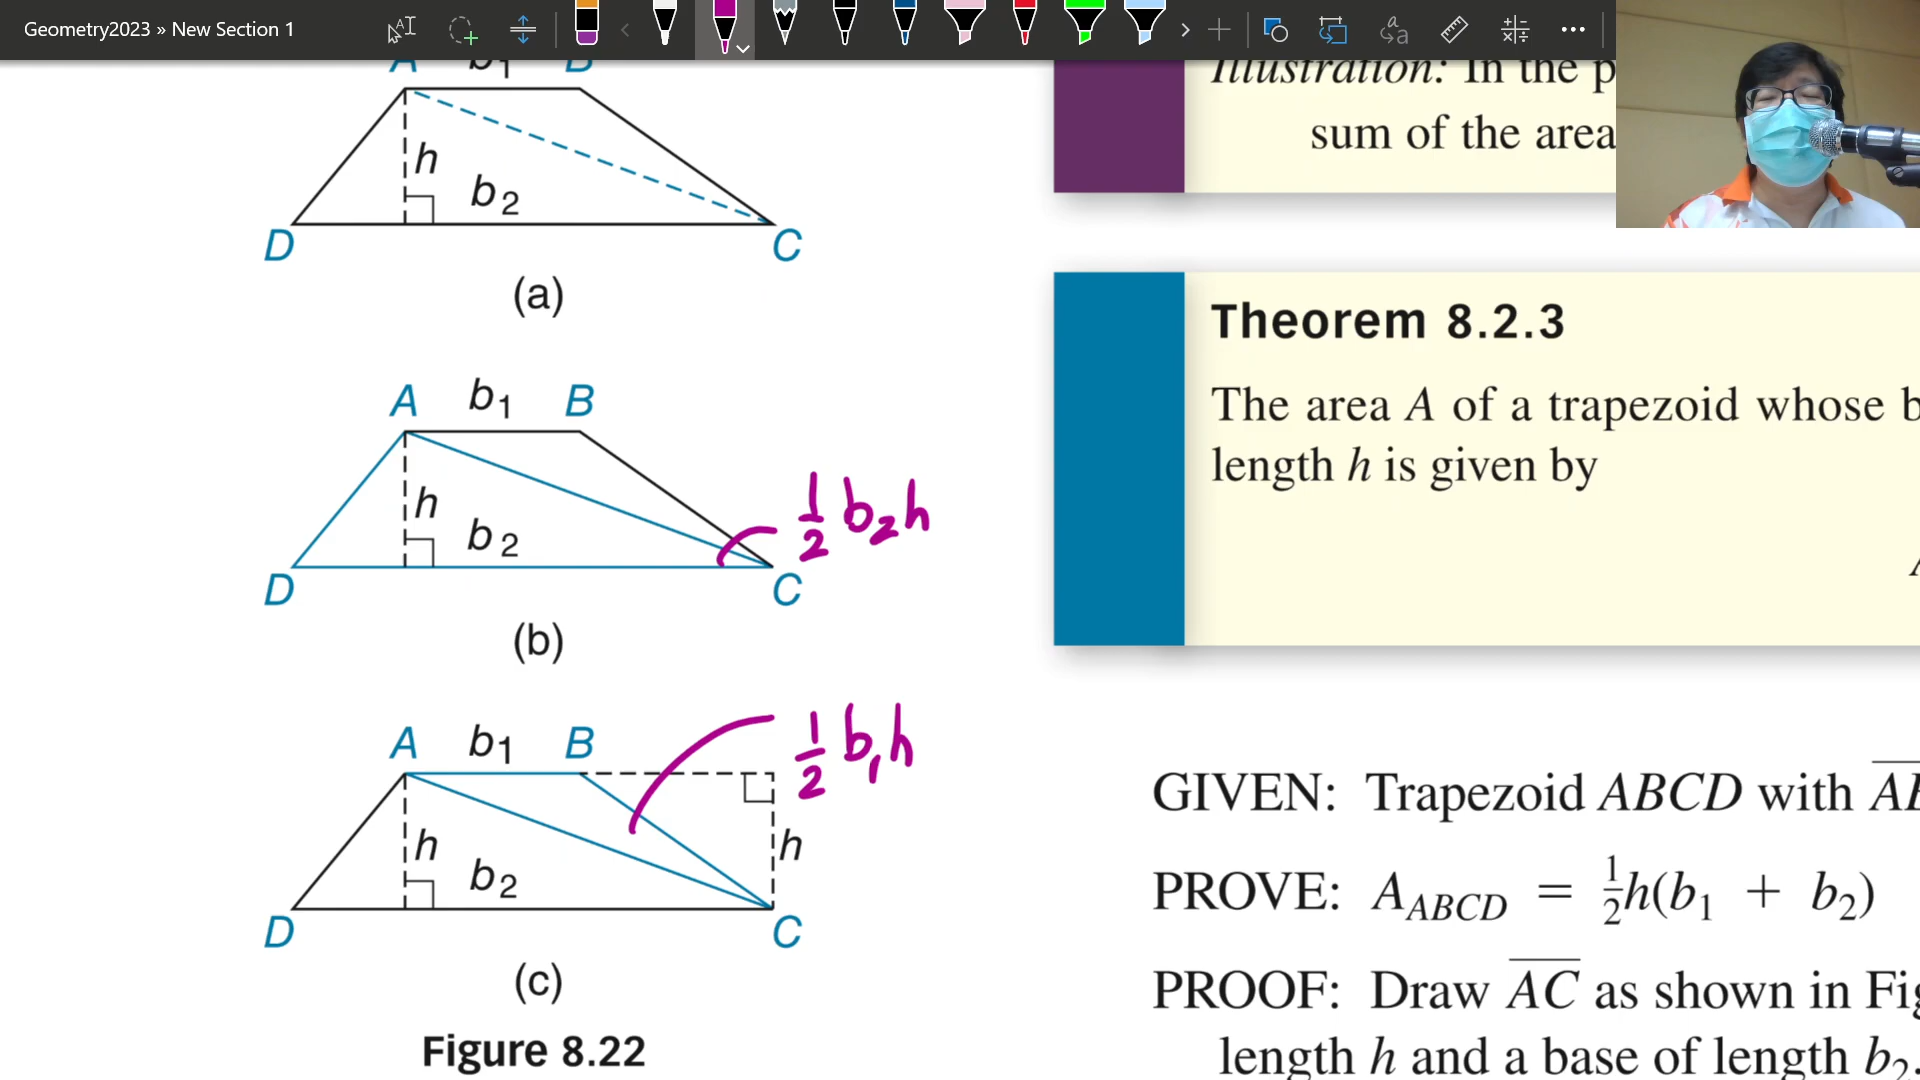 Geometry2023 » New Section 1
A b1 B
h
b2
D C
(a)
A b1 B
h
b2
D C
(b)
1/2 b2h
A b1 B
h
b2
h
D C
(c)
1/2 b1h
Figure 8.22
Illustration: In the p
sum of the area
Theorem 8.2.3
The area A of a trapezoid whose b
length h is given by
GIVEN: Trapezoid ABCD with
PROVE: A_ABCD = 1/2 h(b1 + b2)
PROOF: Draw AC as shown in Fig
length h and a base of length b2.